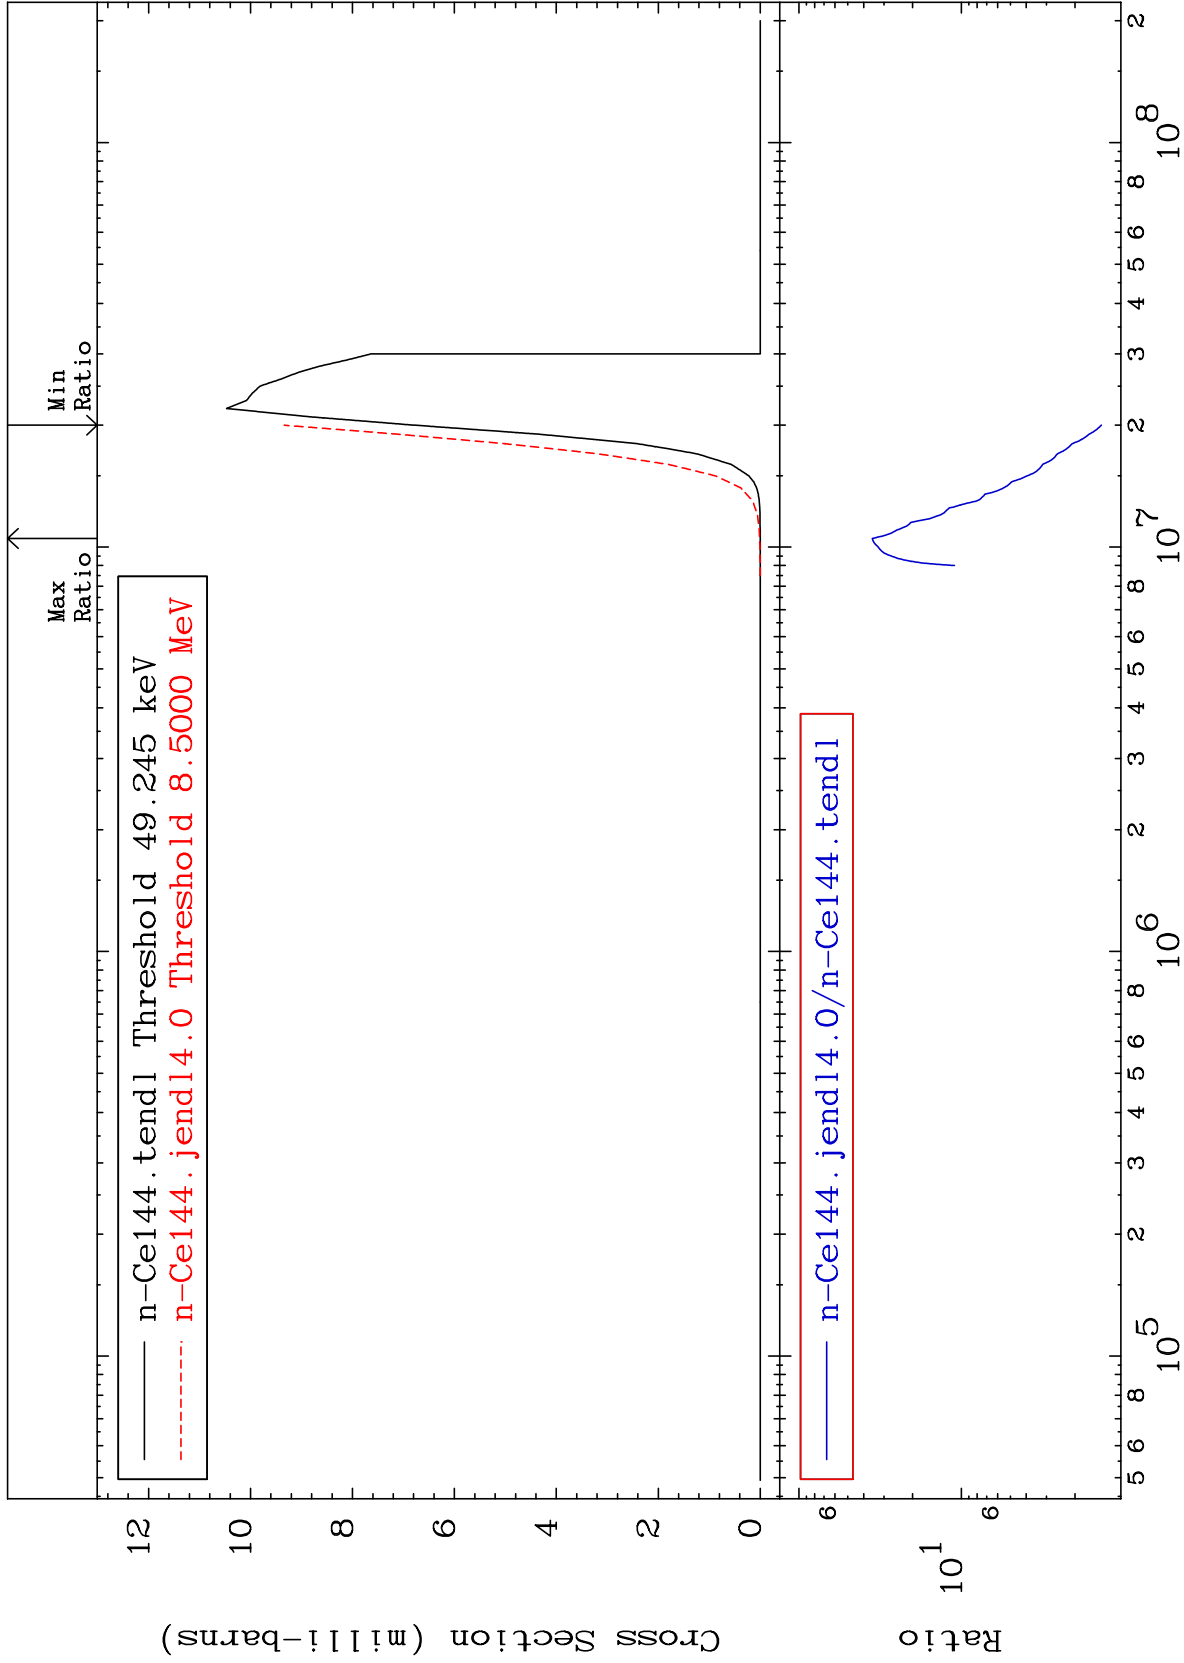 Max
Ratio
Min
Ratio
n-Ce144.tendl Threshold 49.245 keV
n-Ce144.jendl4.0 Threshold 8.5000 MeV
12
10
8
6
4
2
0
Cross Section (milli-barns)
n-Ce144.jendl4.0/n-Ce144.tendl
6
10^1
6
Ratio
5 6 8 2 3 4 5 6 8 2 3 4 5 6 8 2 3 4 5 6 8 2
10^5 10^6 10^7 10^8